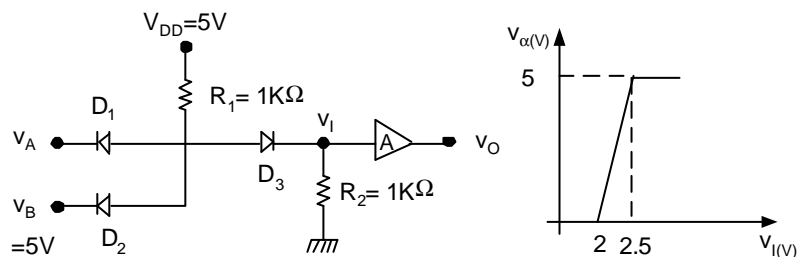 V_DD=5V
R_1= 1KΩ
D_1
v_A
v_B
=5V
D_2
D_3
v_I
A
v_O
R_2= 1KΩ
v_α(V)
5
2
2.5
v_I(V)